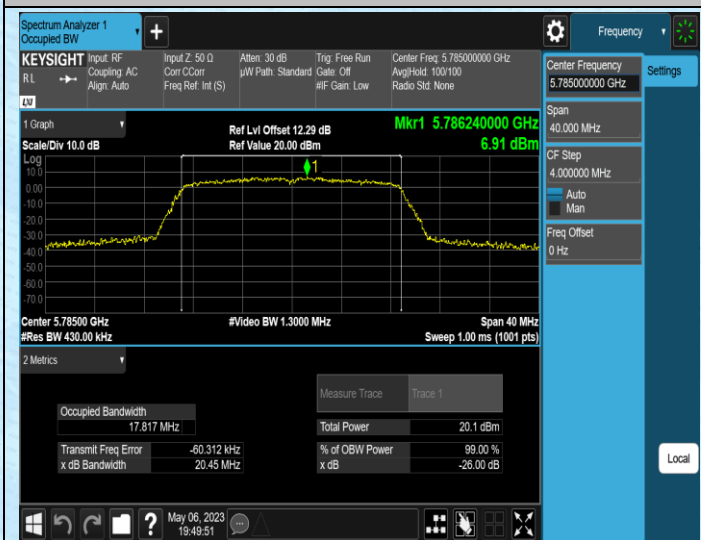 Spectrum Analyzer 1
Occupied BW
Frequency
KEYSIGHT
R L
LXI
Input: RF
Coupling: AC
Align: Auto
Input Z: 50 Ω
Corr CCorr
Freq Ref: Int (S)
Atten: 30 dB
µW Path: Standard
Trig: Free Run
Gate: Off
#IF Gain: Low
Center Freq: 5.785000000 GHz
Avg|Hold: 100/100
Radio Std: None
Center Frequency
5.785000000 GHz
Settings
Span
40.000 MHz
CF Step
4.000000 MHz
Auto
Man
Freq Offset
0 Hz
1 Graph
Scale/Div 10.0 dB
Ref Lvl Offset 12.29 dB
Ref Value 20.00 dBm
Mkr1 5.786240000 GHz
6.91 dBm
Log
10.0
0.00
-10.0
-20.0
-30.0
-40.0
-50.0
-60.0
-70.0
1
Center 5.78500 GHz
#Res BW 430.00 kHz
#Video BW 1.3000 MHz
Span 40 MHz
Sweep 1.00 ms (1001 pts)
2 Metrics
Measure Trace
Trace 1
Occupied Bandwidth
17.817 MHz
Total Power
20.1 dBm
Transmit Freq Error
-60.312 kHz
% of OBW Power
99.00 %
x dB Bandwidth
20.45 MHz
x dB
-26.00 dB
Local
?
May 06, 2023
19:49:51